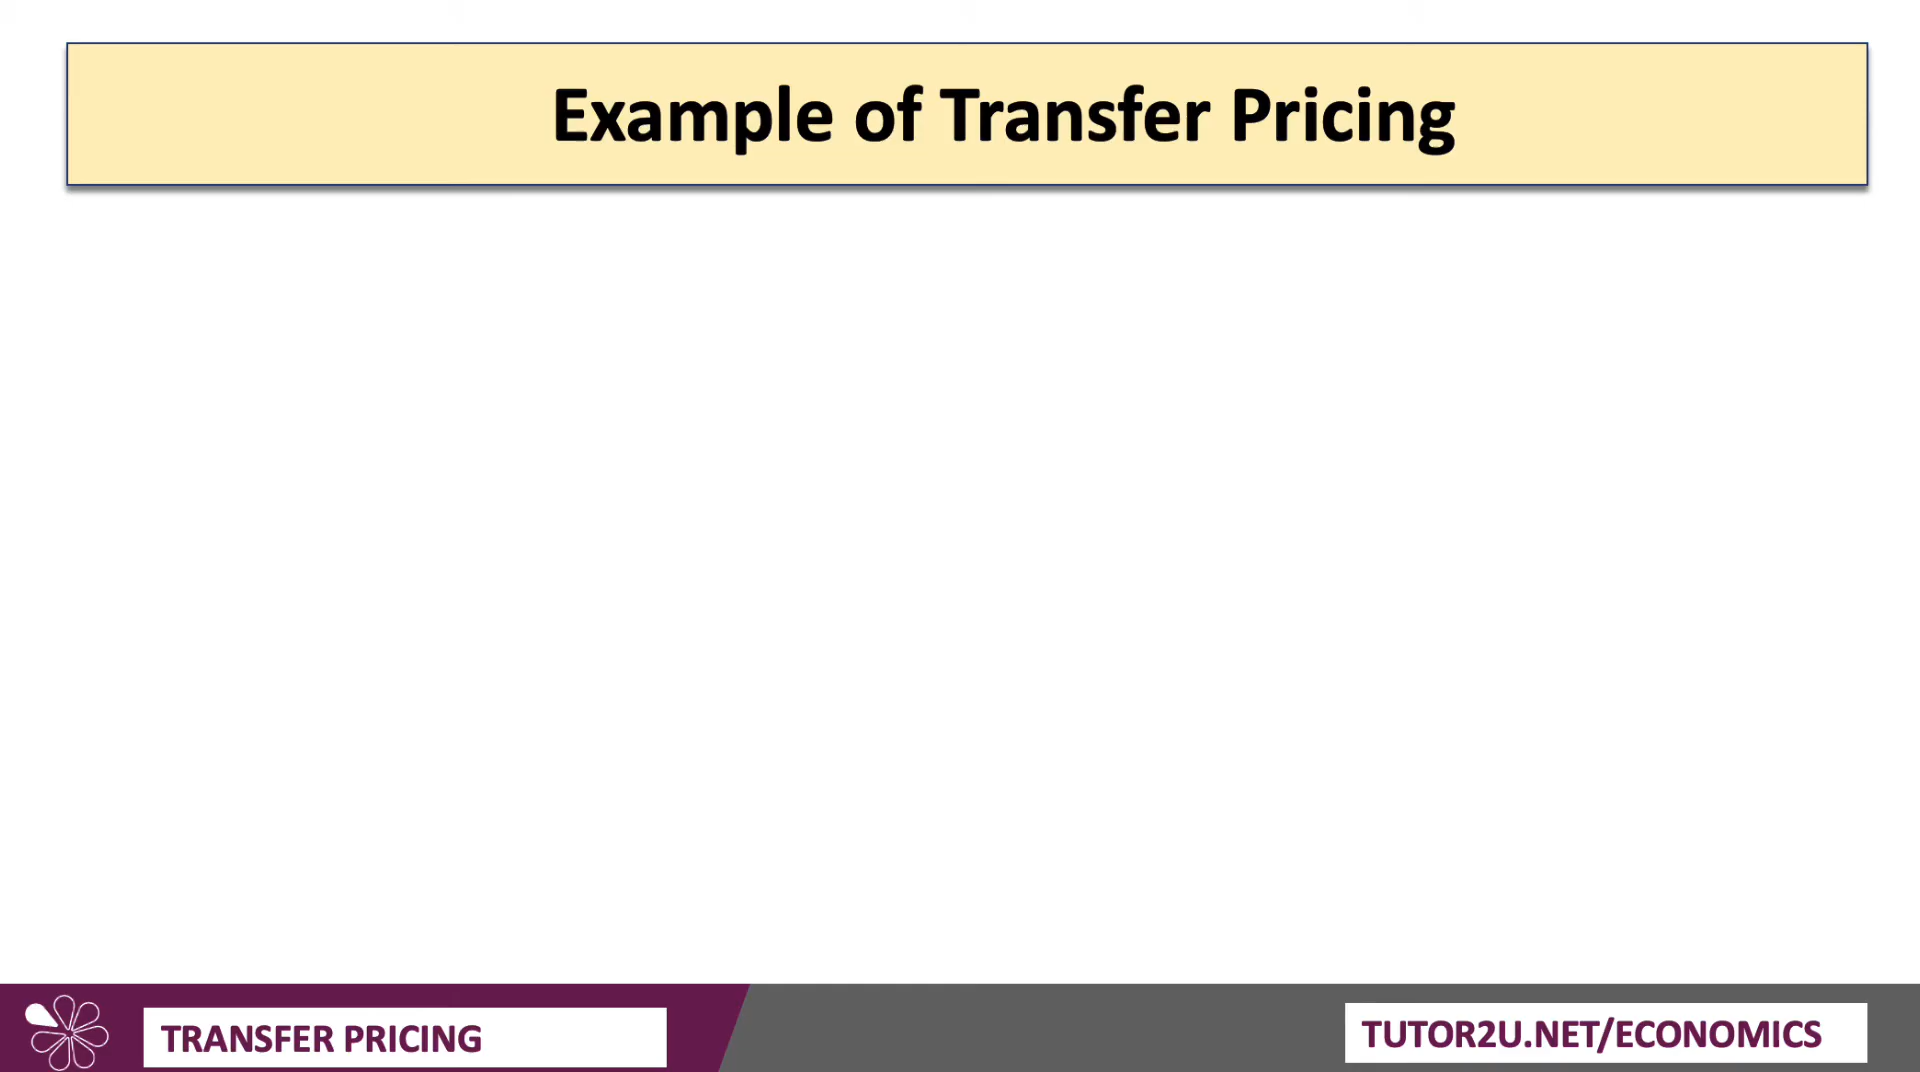 Example of Transfer Pricing
TRANSFER PRICING
TUTOR2U.NET/ECONOMICS